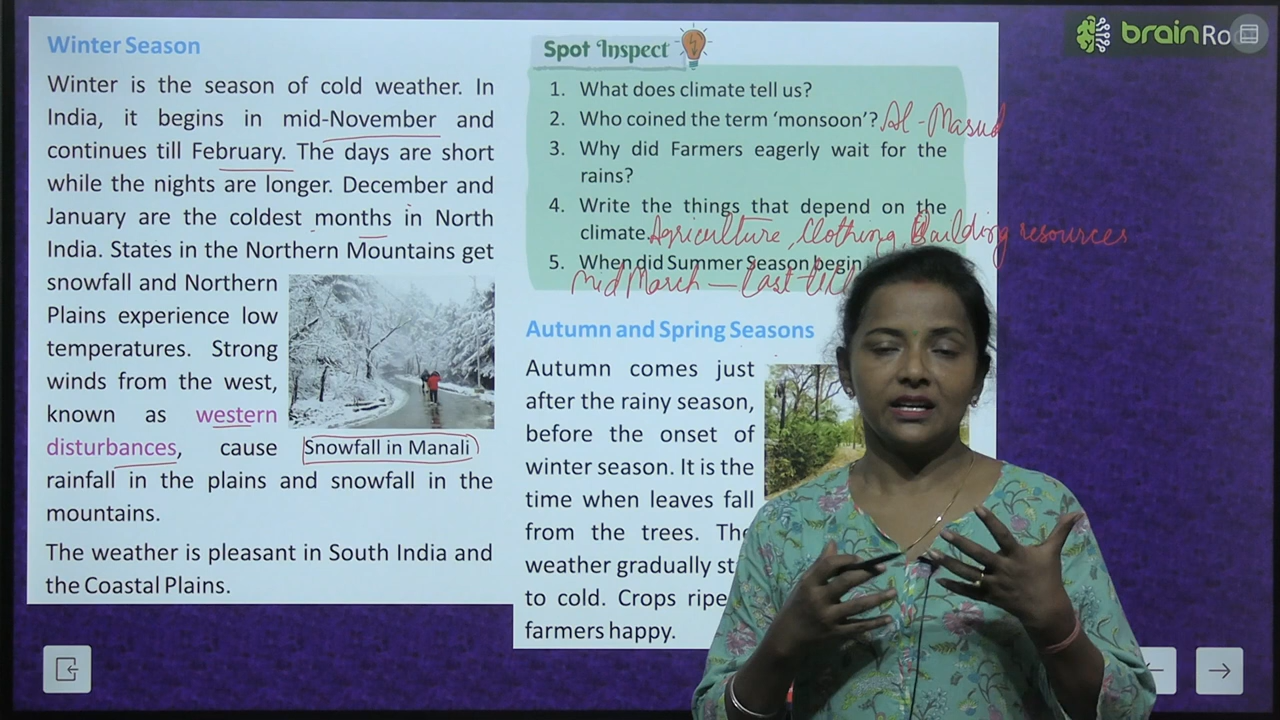 Winter Season
Winter is the season of cold weather. In
India, it begins in mid-November and
continues till February. The days are short
while the nights are longer. December and
January are the coldest months in North
India. States in the Northern Mountains get
snowfall and Northern
Plains experience low
temperatures. Strong
winds from the west,
known as western
disturbances, cause
Snowfall in Manali
rainfall in the plains and snowfall in the
mountains.
The weather is pleasant in South India and
the Coastal Plains.
Spot Inspect
1. What does climate tell us?
2. Who coined the term ‘monsoon’? Al-Masud
3. Why did Farmers eagerly wait for the
rains?
4. Write the things that depend on the
climate. Agriculture, Clothing, Building resources
5. When did Summer Season begin
mid March –
Autumn and Spring Seasons
Autumn comes just
after the rainy season,
before the onset of
winter season. It is the
time when leaves fall
from the trees. The
weather gradually
to cold. Crops
farmers happy.
brain